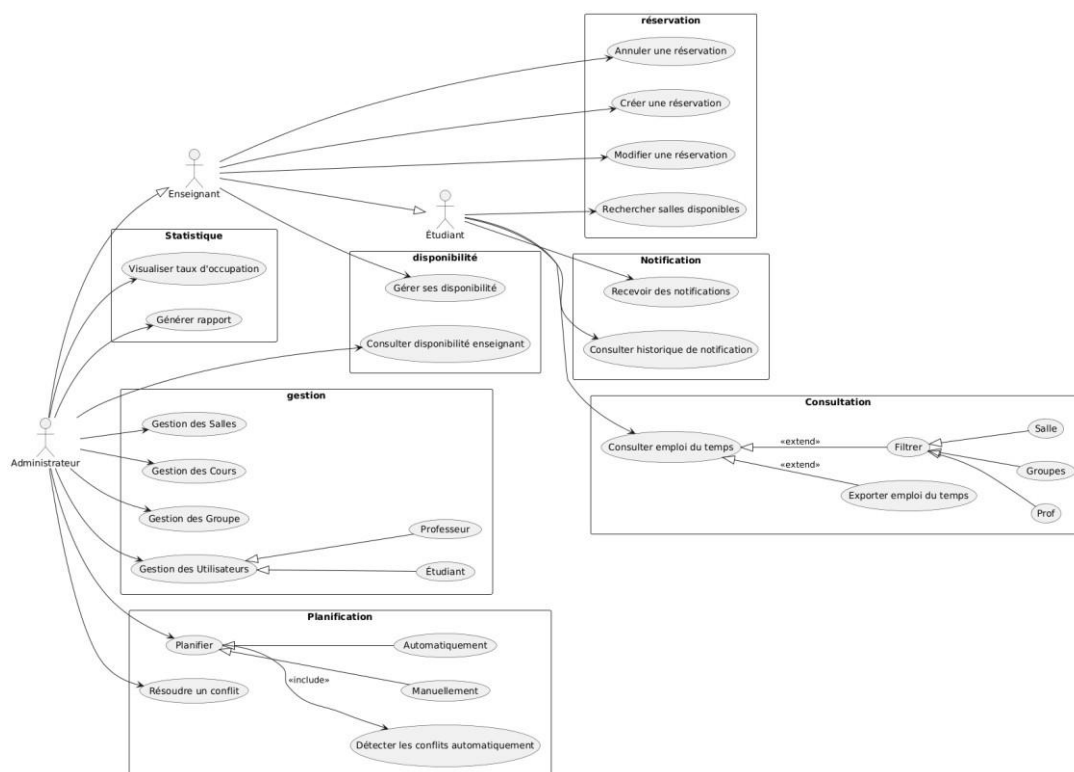 réservation
Annuler une réservation
Créer une réservation
Modifier une réservation
Rechercher salles disponibles
Enseignant
Étudiant
Statistique
Visualiser taux d'occupation
Générer rapport
disponibilité
Gérer ses disponibilité
Consulter disponibilité enseignant
Notification
Recevoir des notifications
Consulter historique de notification
Administrateur
gestion
Gestion des Salles
Gestion des Cours
Gestion des Groupe
Gestion des Utilisateurs
Professeur
Étudiant
Consultation
Consulter emploi du temps
«extend»
Filtrer
Salle
Groupes
Prof
«extend»
Exporter emploi du temps
Planification
Planifier
Automatiquement
Manuellement
«include»
Résoudre un conflit
Détecter les conflits automatiquement